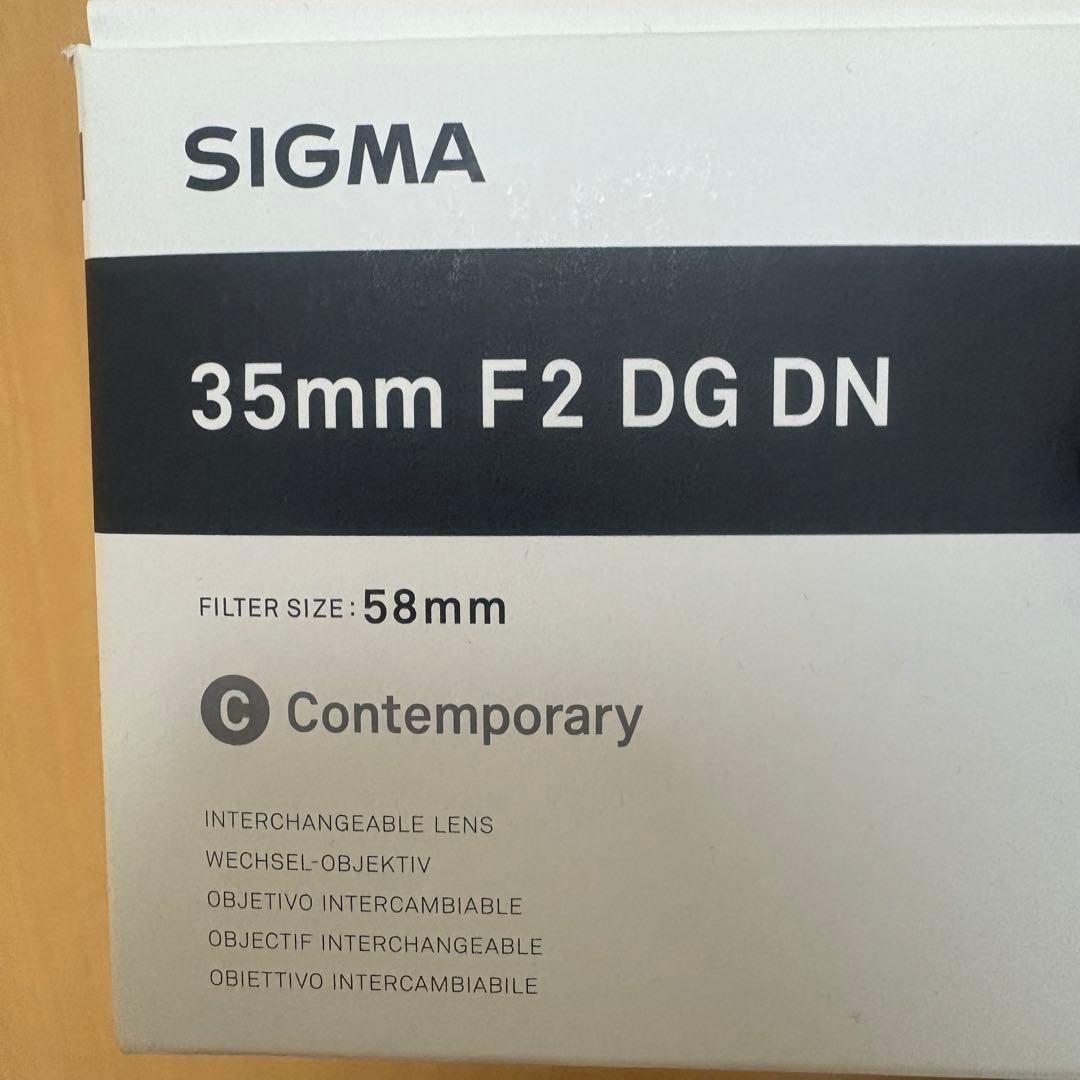 SIGMA
35mm F2 DG DN
FILTER SIZE: 58mm
C Contemporary
INTERCHANGEABLE LENS
WECHSEL-OBJEKTIV
OBJETIVO INTERCAMBIABLE
OBJECTIF INTERCHANGEABLE
OBIETTIVO INTERCAMBIABILE